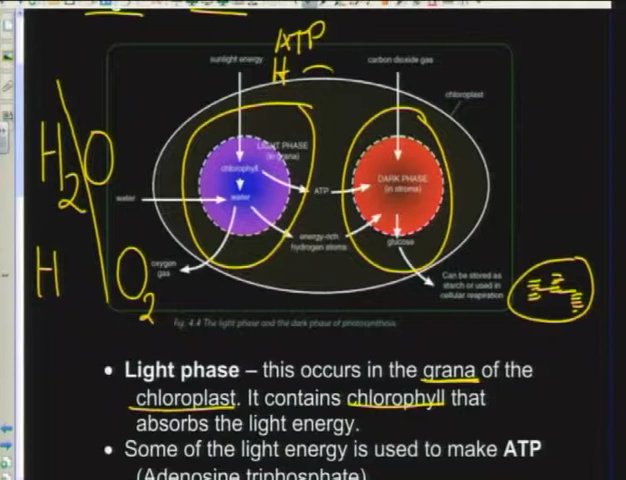 ATP
H
sunlight energy
carbon dioxide gas
chloroplast
H₂O
LIGHT PHASE
(in grana)
chlorophyll
DARK PHASE
(in stroma)
water
water
ATP
energy-rich
hydrogen atoms
glucose
H O₂
oxygen
gas
Can be stored as
starch or used in
cellular respiration
Fig. 4.4 The light phase and the dark phase of photosynthesis.
• Light phase – this occurs in the grana of the
chloroplast. It contains chlorophyll that
absorbs the light energy.
• Some of the light energy is used to make ATP
(Adenosine triphosphate)